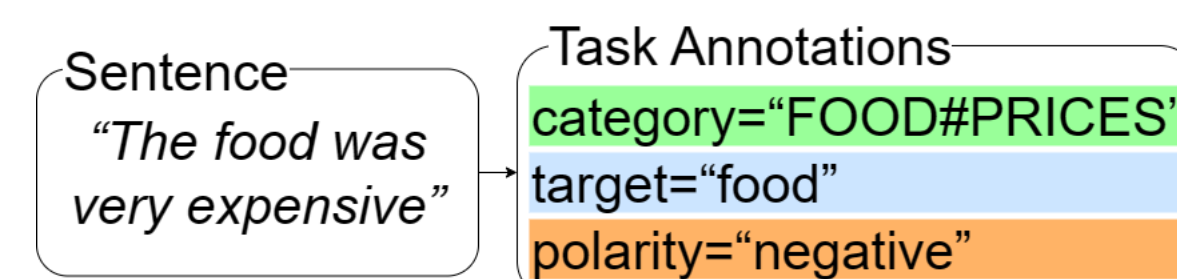 Sentence
“The food was
very expensive”
Task Annotations
category=“FOOD#PRICES”
target=“food”
polarity=“negative”